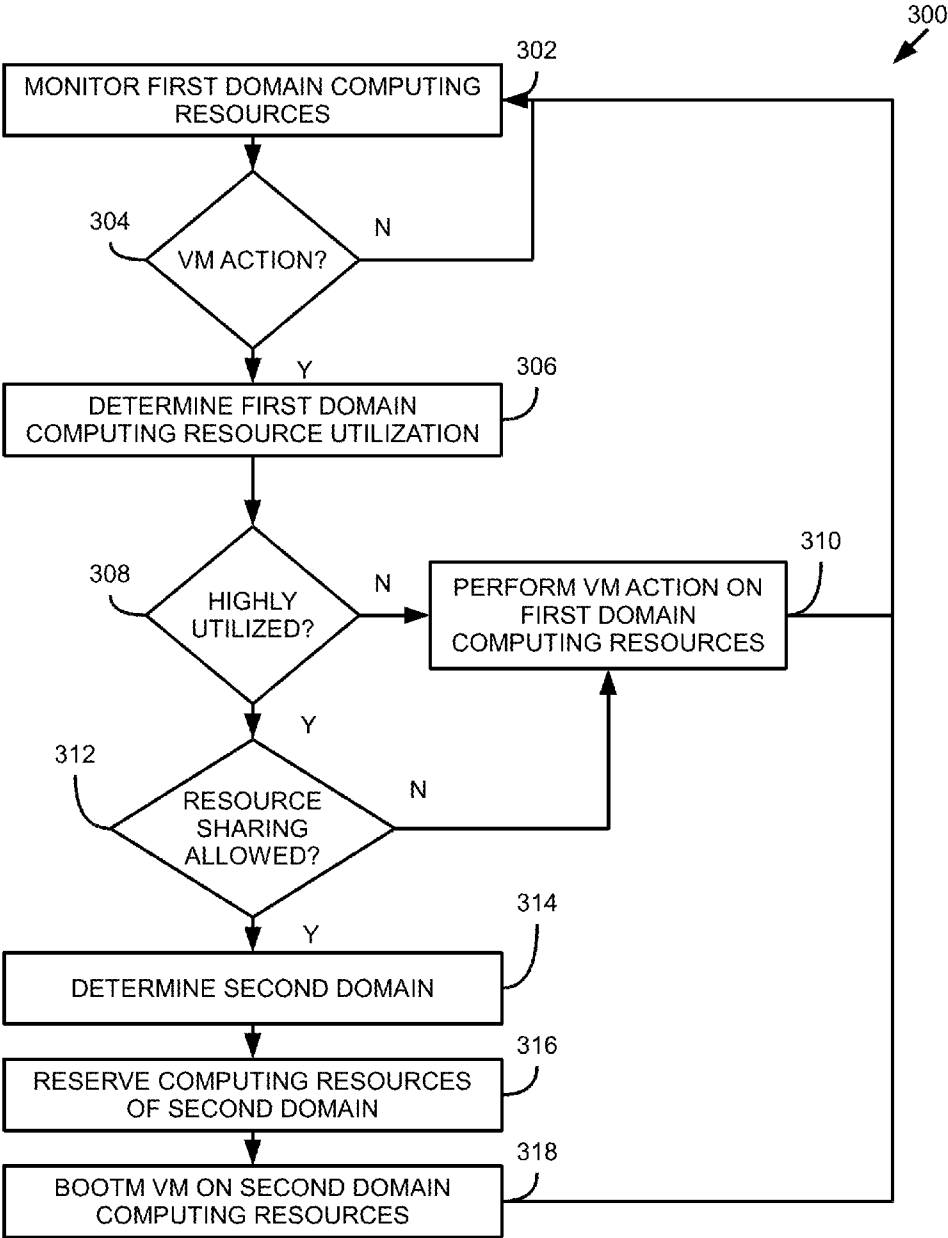 300
302
MONITOR FIRST DOMAIN COMPUTING
RESOURCES
304
VM ACTION?
N
Y
306
DETERMINE FIRST DOMAIN
COMPUTING RESOURCE UTILIZATION
308
HIGHLY
UTILIZED?
N
310
PERFORM VM ACTION ON
FIRST DOMAIN
COMPUTING RESOURCES
Y
312
RESOURCE
SHARING
ALLOWED?
N
Y
314
DETERMINE SECOND DOMAIN
316
RESERVE COMPUTING RESOURCES
OF SECOND DOMAIN
318
BOOTM VM ON SECOND DOMAIN
COMPUTING RESOURCES